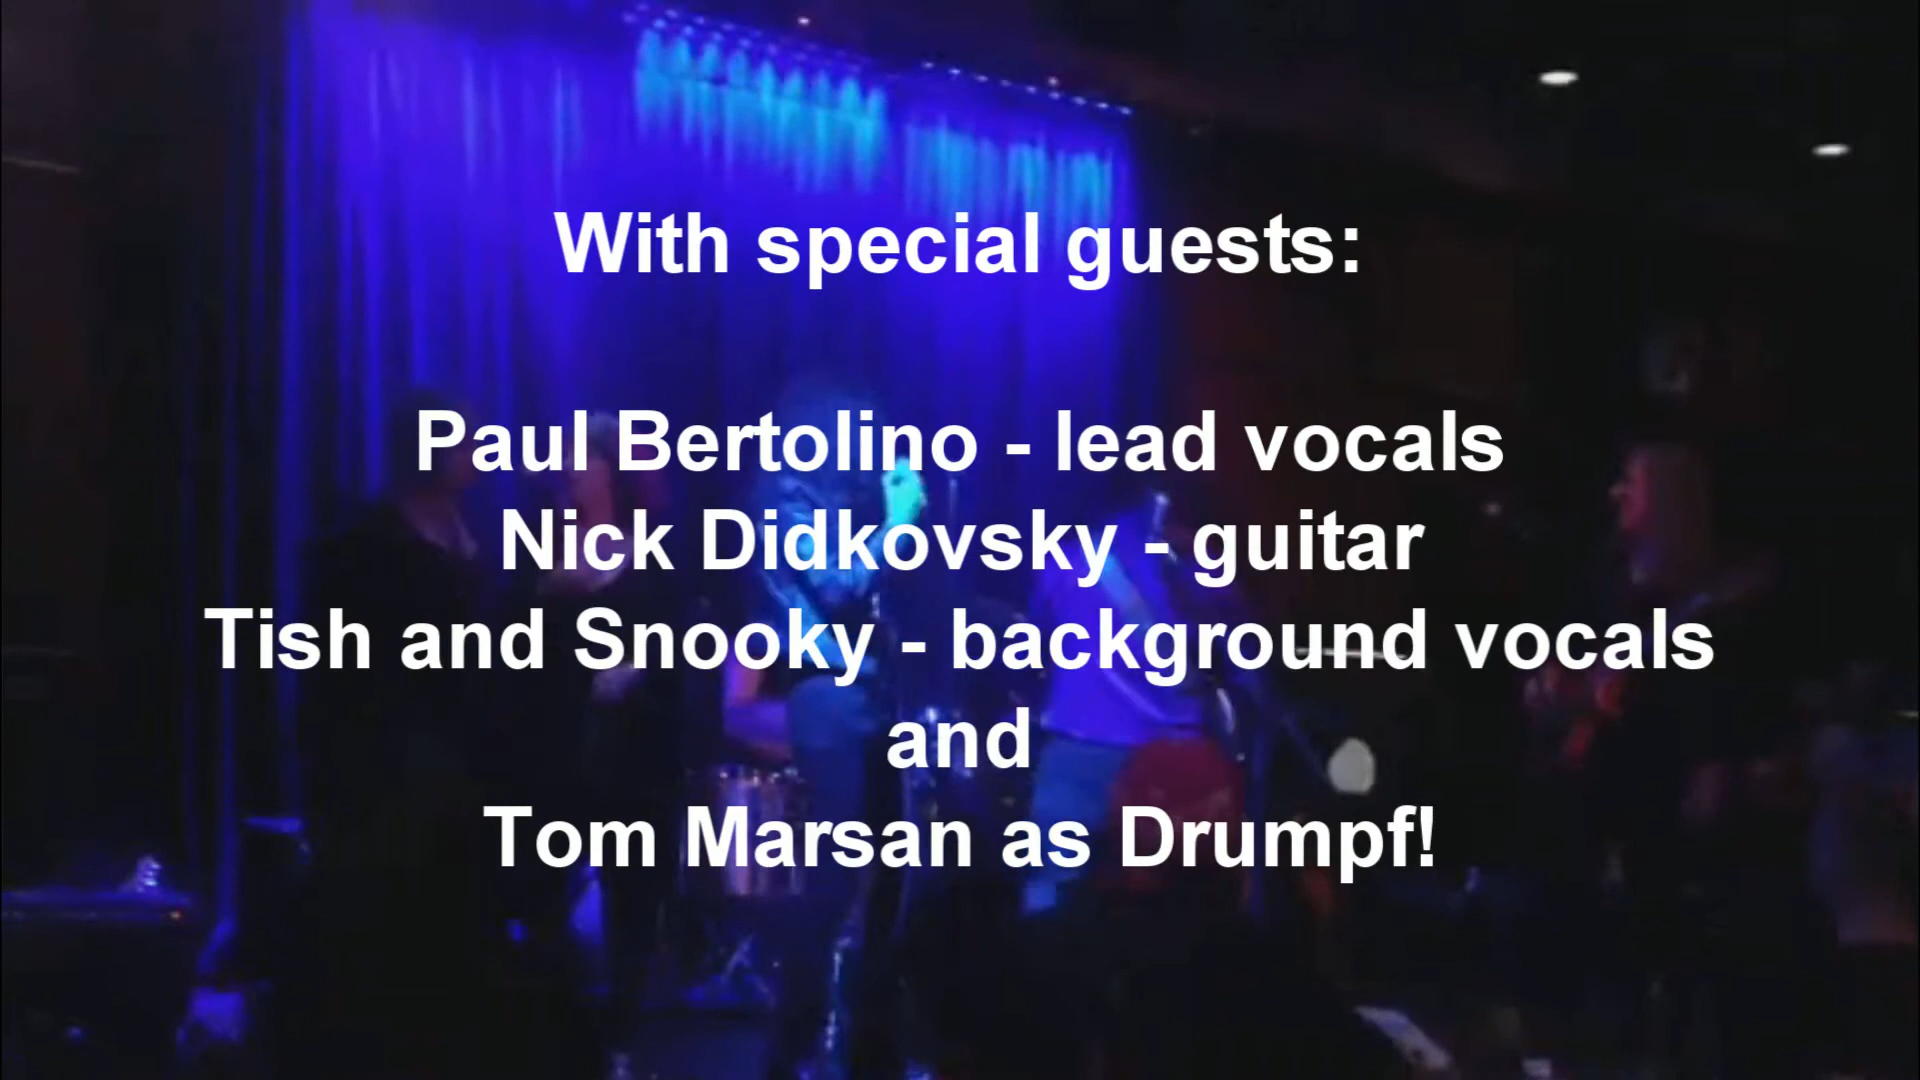 With special guests:
Paul Bertolino - lead vocals
Nick Didkovsky - guitar
Tish and Snooky - background vocals
and
Tom Marsan as Drumpf!